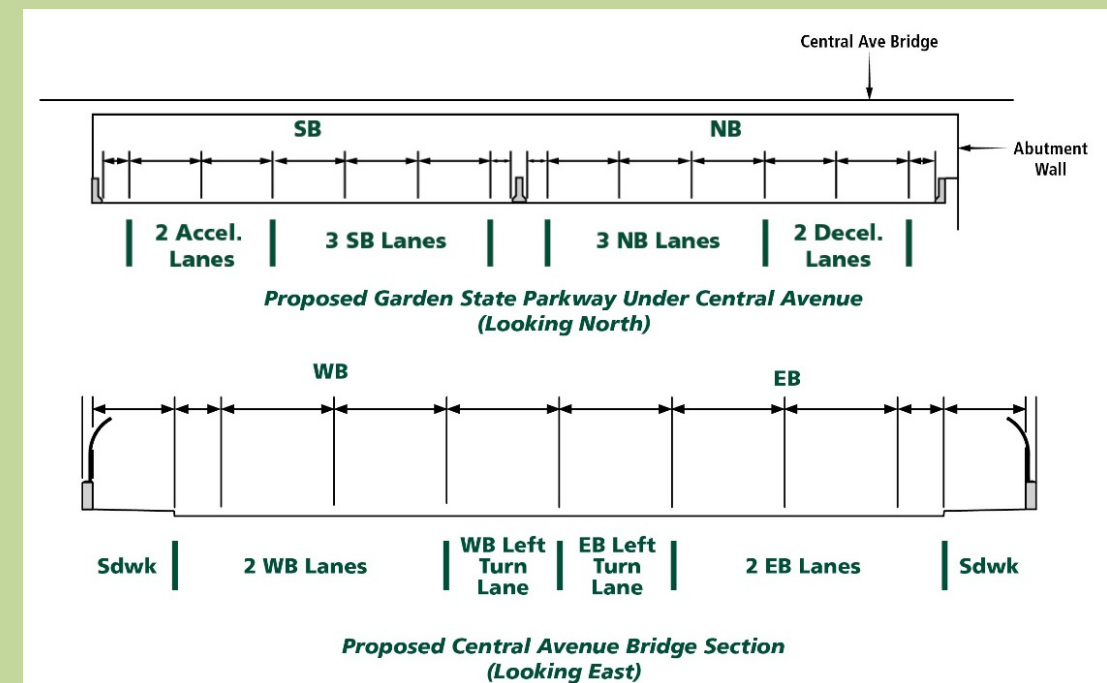 Central Ave Bridge
SB
NB
Abutment
Wall
2 Accel.
Lanes
3 SB Lanes
3 NB Lanes
2 Decel.
Lanes
Proposed Garden State Parkway Under Central Avenue
(Looking North)
WB
EB
Sdwk
2 WB Lanes
WB Left
Turn
Lane
EB Left
Turn
Lane
2 EB Lanes
Sdwk
Proposed Central Avenue Bridge Section
(Looking East)